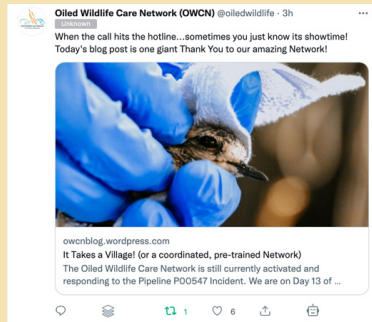 Oiled Wildlife Care Network (OWCN) @oiledwildlife · 3h
Unknown
When the call hits the hotline...sometimes you just know its showtime!
Today's blog post is one giant Thank You to our amazing Network!
owcnblog.wordpress.com
It Takes a Village! (or a coordinated, pre-trained Network)
The Oiled Wildlife Care Network is still currently activated and
responding to the Pipeline P00547 Incident. We are on Day 13 of ...
1
6